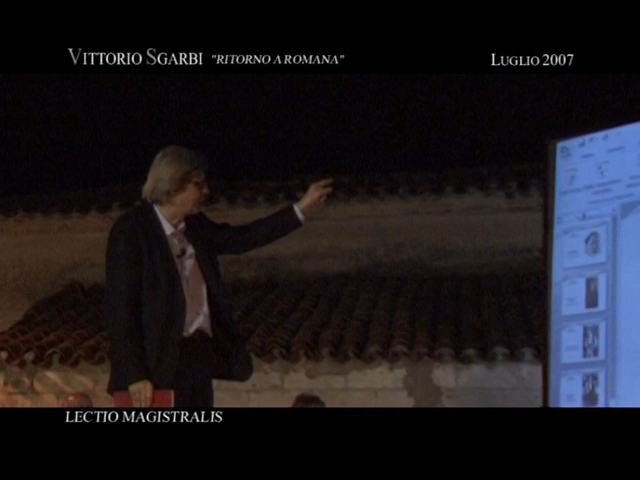 VITTORIO SGARBI "RITORNO A ROMANA"
LUGLIO 2007
LECTIO MAGISTRALIS